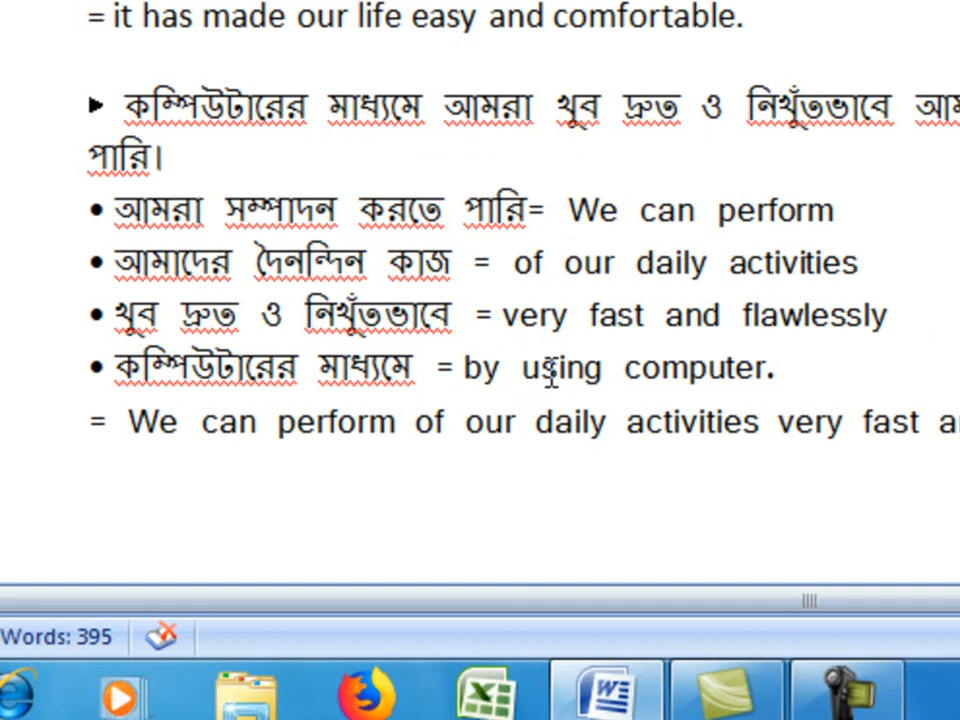 = it has made our life easy and comfortable.
কম্পিউটারের মাধ্যমে আমরা খুব দ্রুত ও নিখুঁতভাবে
পারি।
• আমরা সম্পাদন করতে পারি= We can perform
• আমাদের দৈনন্দিন কাজ = of our daily activities
• খুব দ্রুত ও নিখুঁতভাবে = very fast and flawlessly
• কম্পিউটারের মাধ্যমে = by using computer.
= We can perform of our daily activities very fast
Words: 395